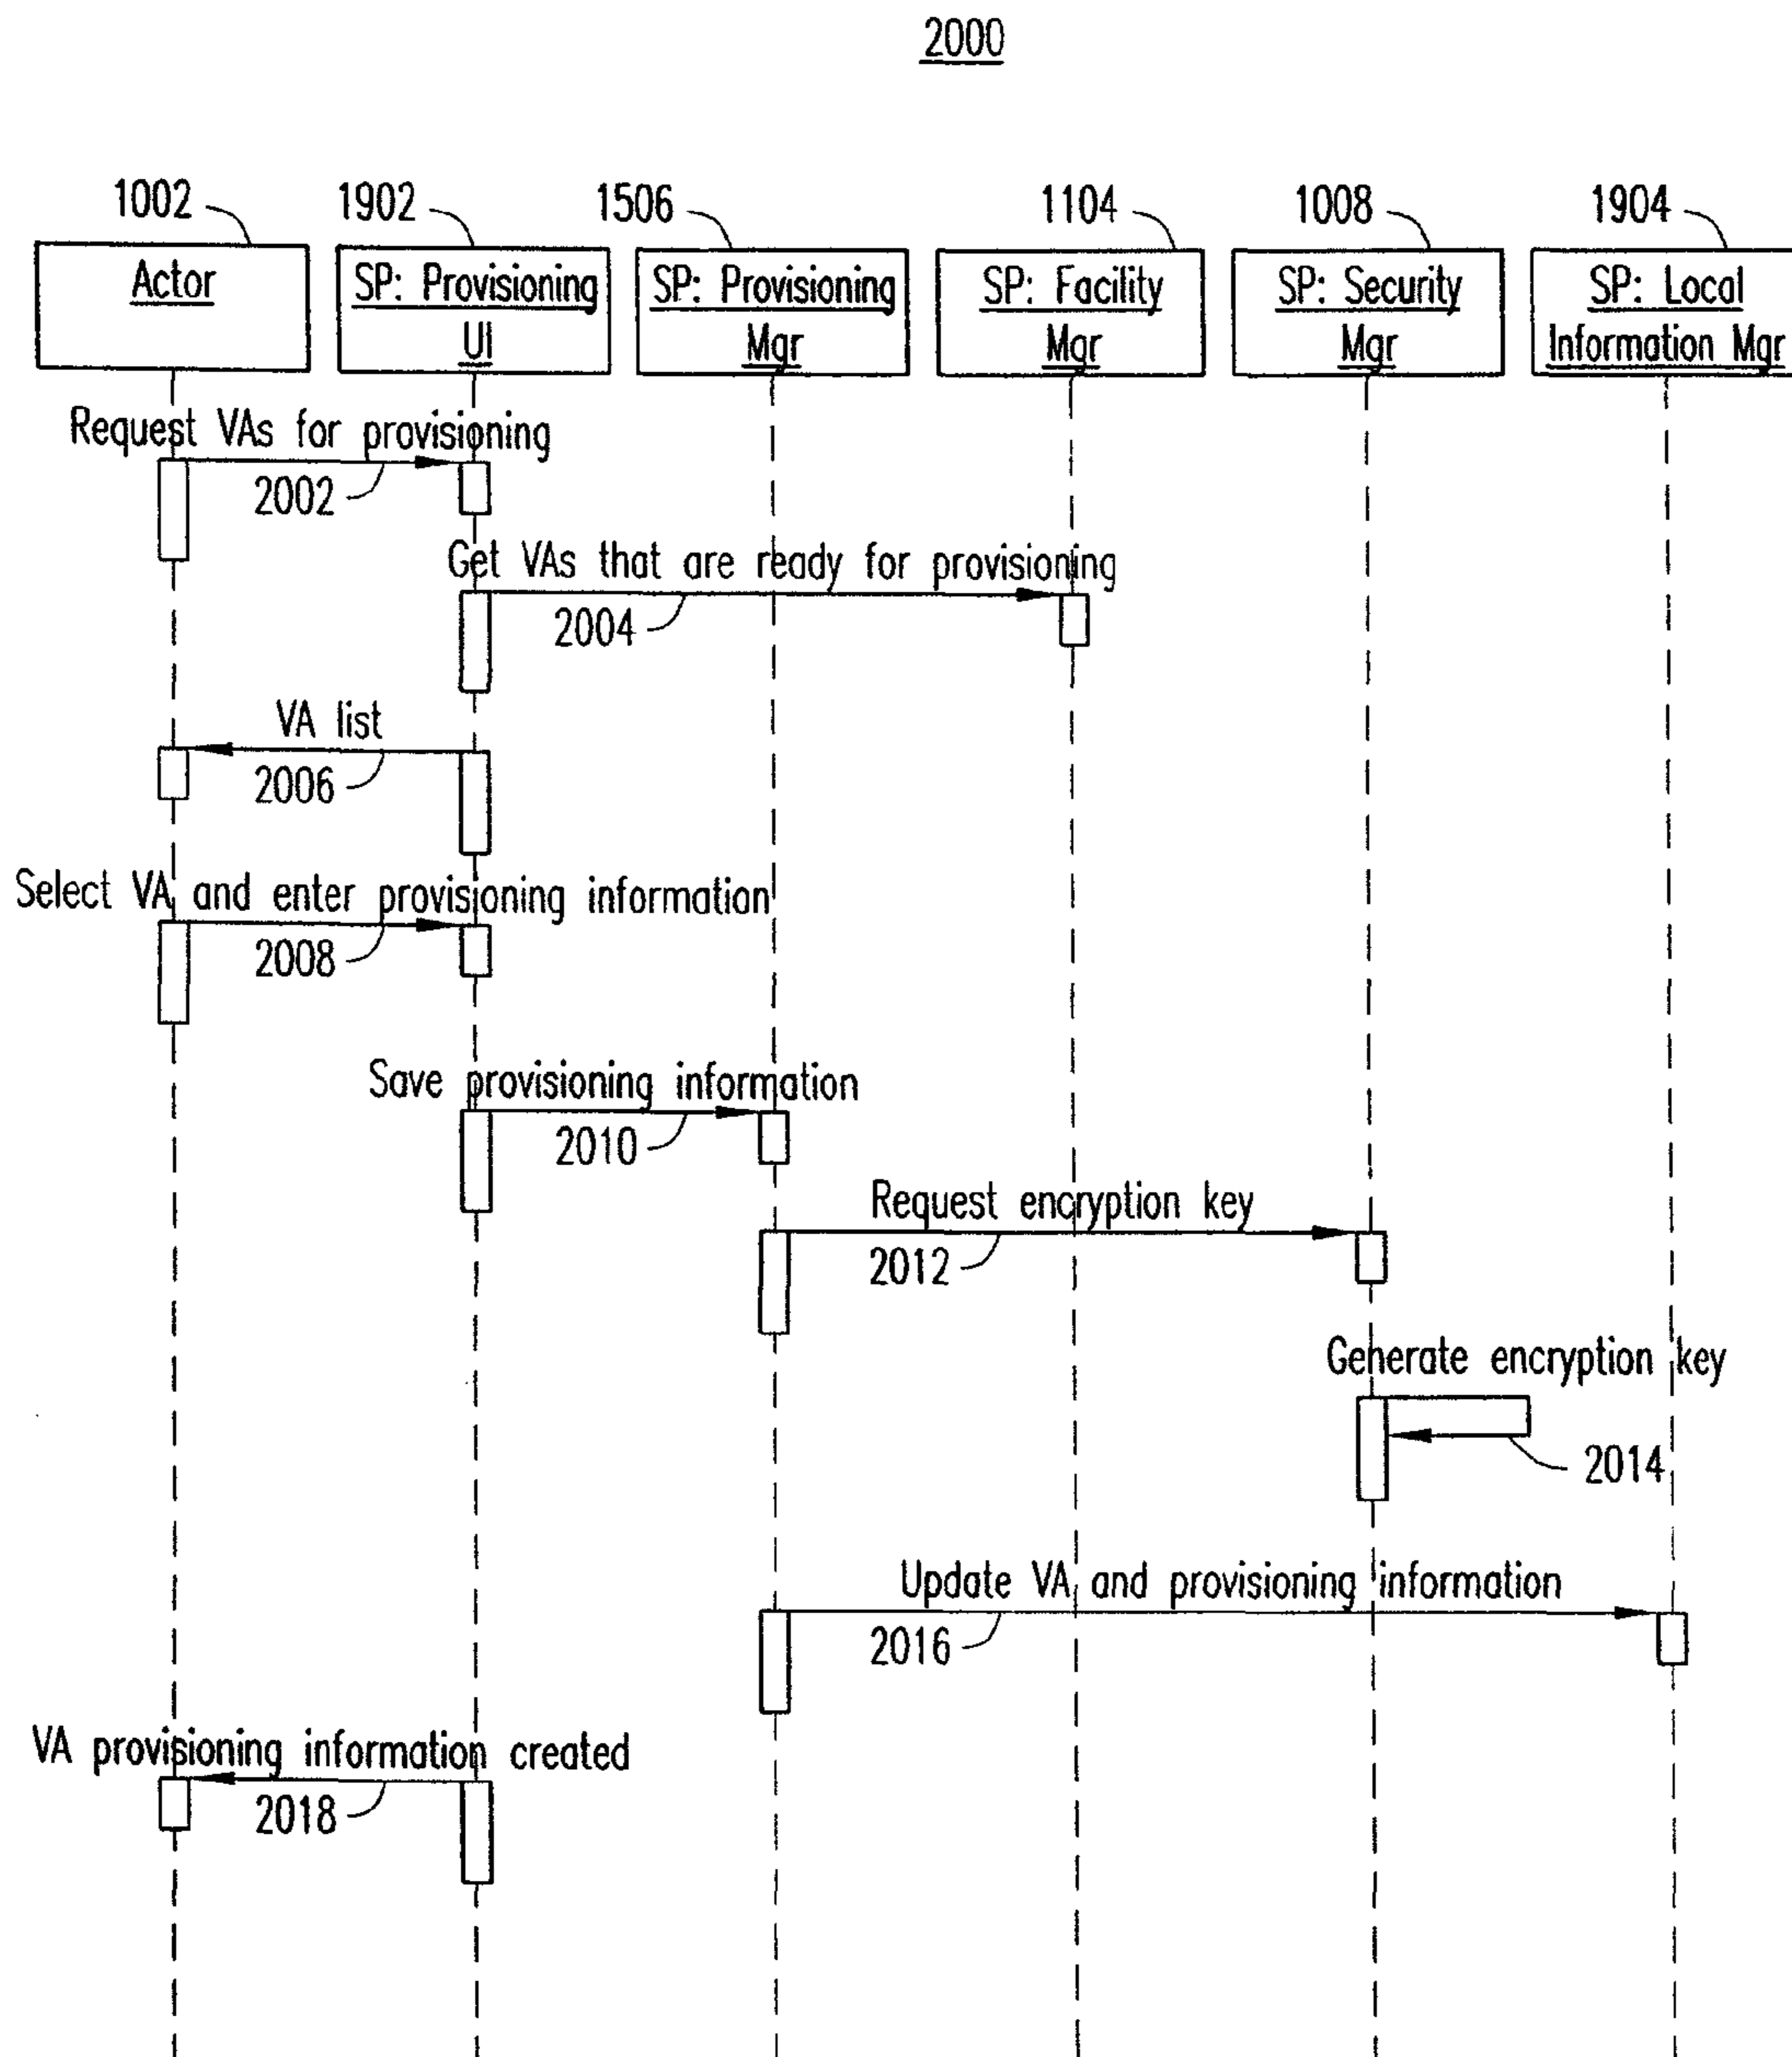 2000
1002
1902
1506
1104
1008
1904
Actor
SP: Provisioning
UI
SP: Provisioning
Mgr
SP: Facility
Mgr
SP: Security
Mgr
SP: Local
Information Mgr
Request VAs for provisioning
2002
Get VAs that are ready for provisioning
2004
VA list
2006
Select VA and enter provisioning information
2008
Save provisioning information
2010
Request encryption key
2012
Generate encryption key
2014
Update VA and provisioning information
2016
VA provisioning information created
2018